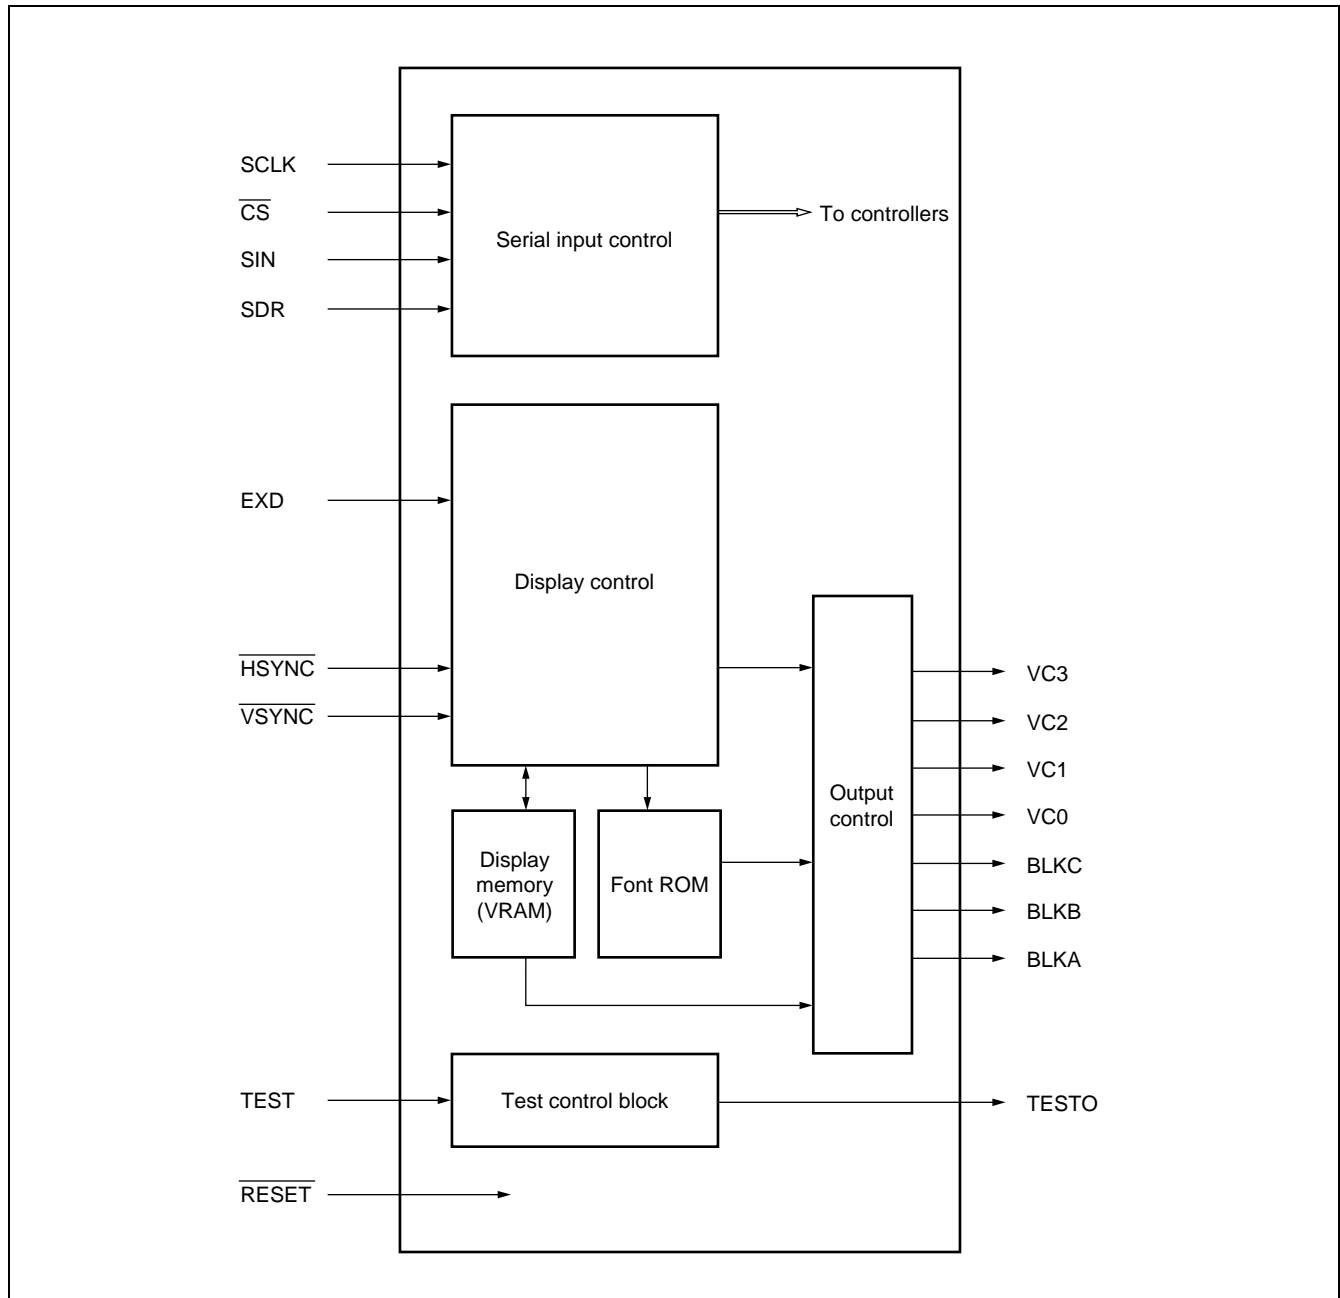 SCLK
CS
SIN
SDR
Serial input control
To controllers
EXD
Display control
HSYNC
VSYNC
Display
memory
(VRAM)
Font ROM
Output
control
VC3
VC2
VC1
VC0
BLKC
BLKB
BLKA
TEST
Test control block
TESTO
RESET